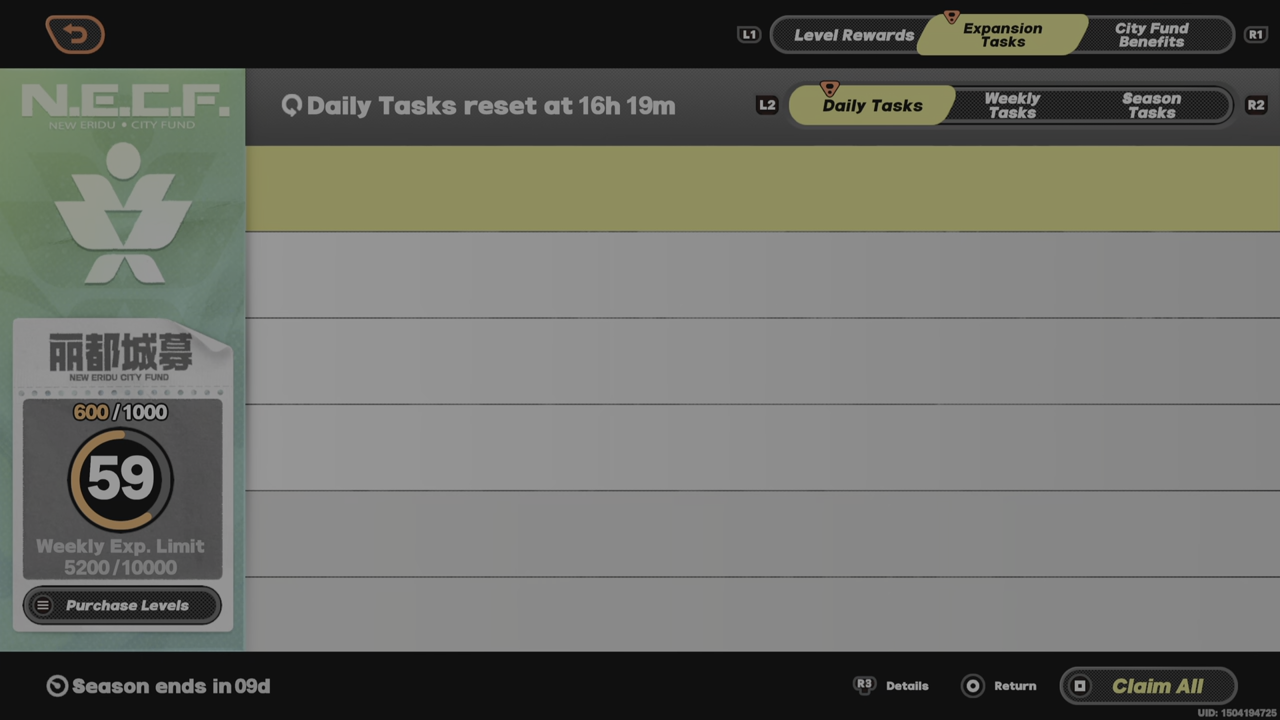 L1
Level Rewards
Expansion
Tasks
City Fund
Benefits
R1
N.E.C.F.
NEW ERIDU • CITY FUND
Daily Tasks reset at 16h 19m
L2
Daily Tasks
Weekly
Tasks
Season
Tasks
R2
丽都城募
NEW ERIDU CITY FUND
600/1000
59
Weekly Exp. Limit
5200/10000
Purchase Levels
Season ends in 09d
R3
Details
Return
Claim All
UID: 1504194725